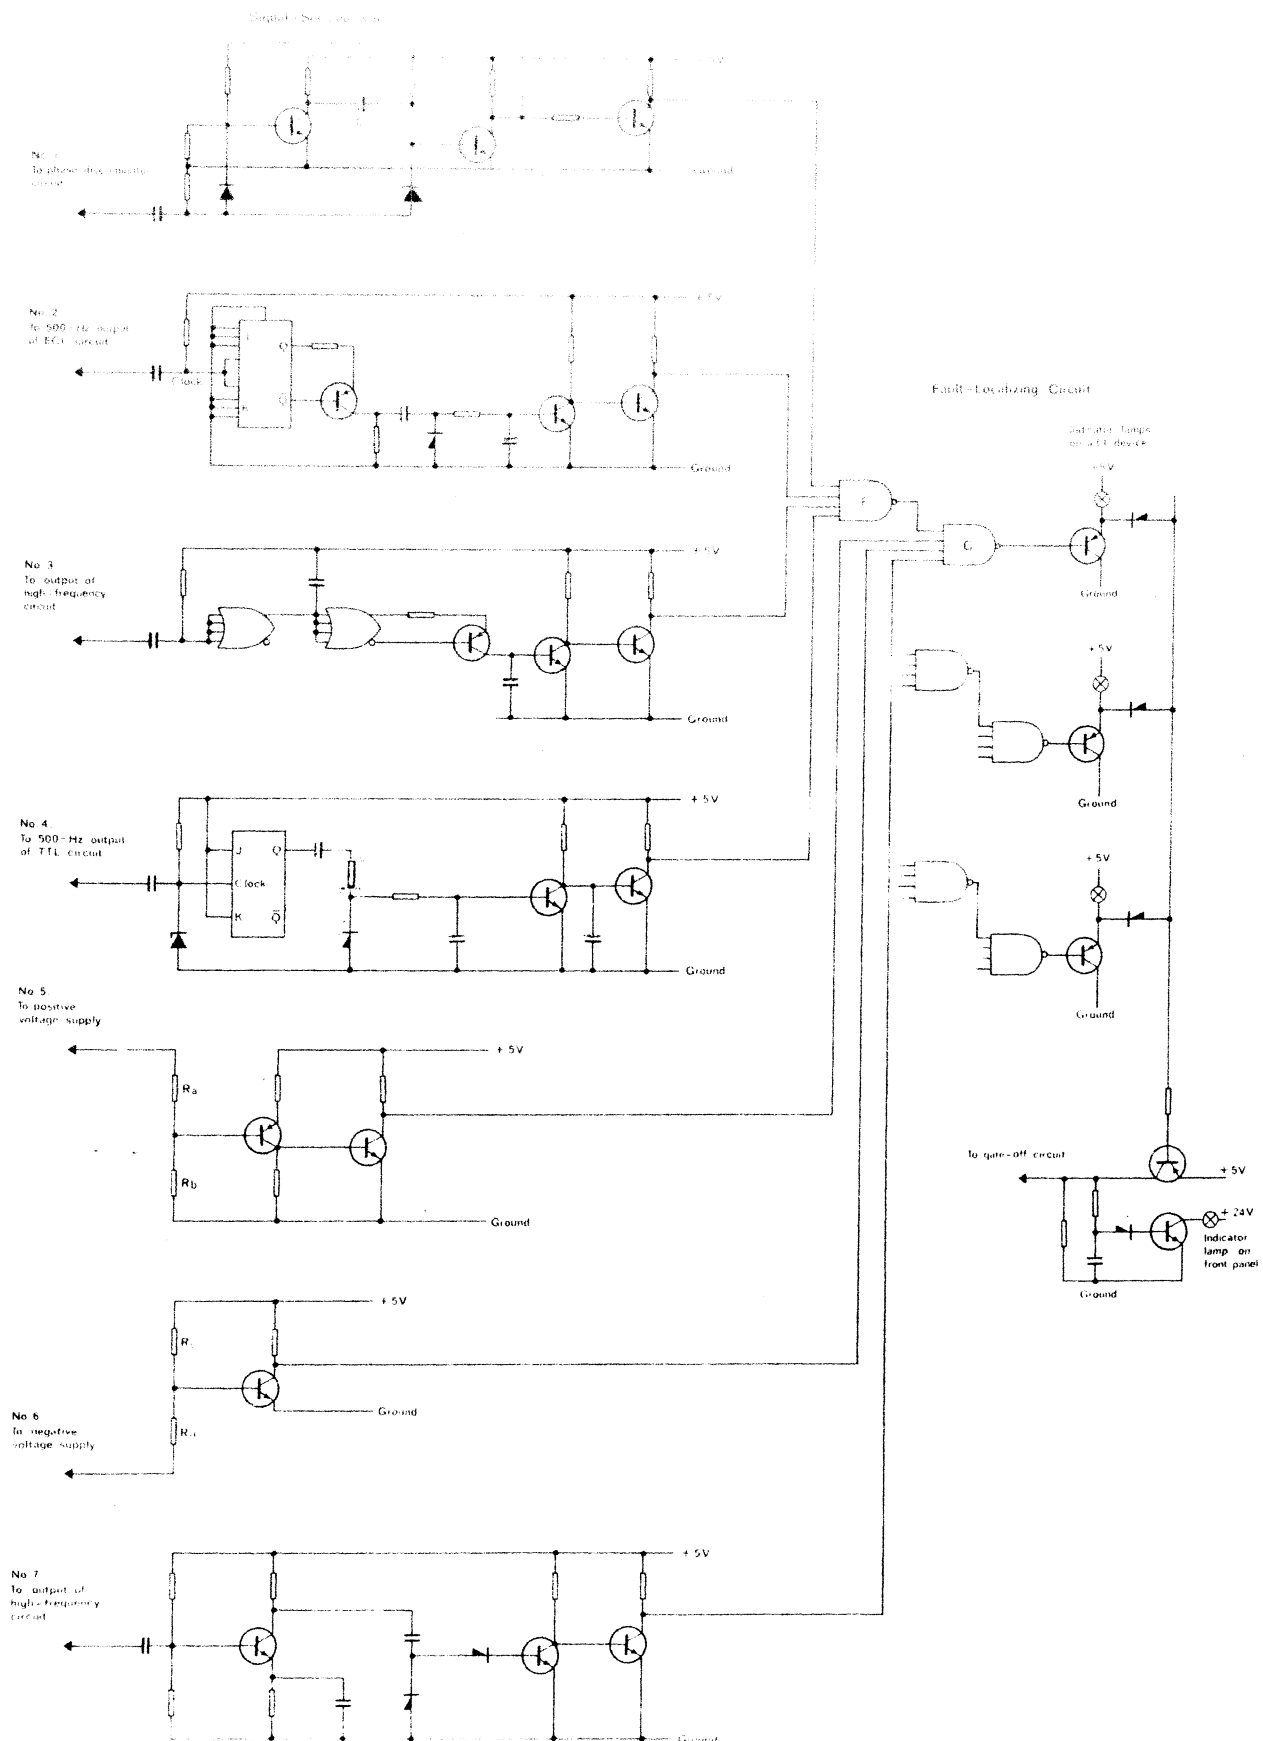 No 1
To phase
circuit
Ground
No. 2
To 500-Hz output
of ECL circuit
Clock
Q
Q̄
K
Ground
Fault-Localizing Circuit
Indicator lamps
device
+5V
F
G
Ground
No 3
To output of
high-frequency
circuit
+5V
Ground
+5V
Ground
No 4
To 500-Hz output
of TTL circuit
+5V
J
Q
Clock
K
Q̄
Ground
+5V
Ground
No 5
To positive
voltage supply
Ra
Rb
+5V
Ground
To gate-off circuit
+5V
+24V
Indicator
lamp on
front panel
Ground
+5V
Ground
No 6
To negative
voltage supply
No 7
To output of
high-frequency
circuit
+5V
Ground